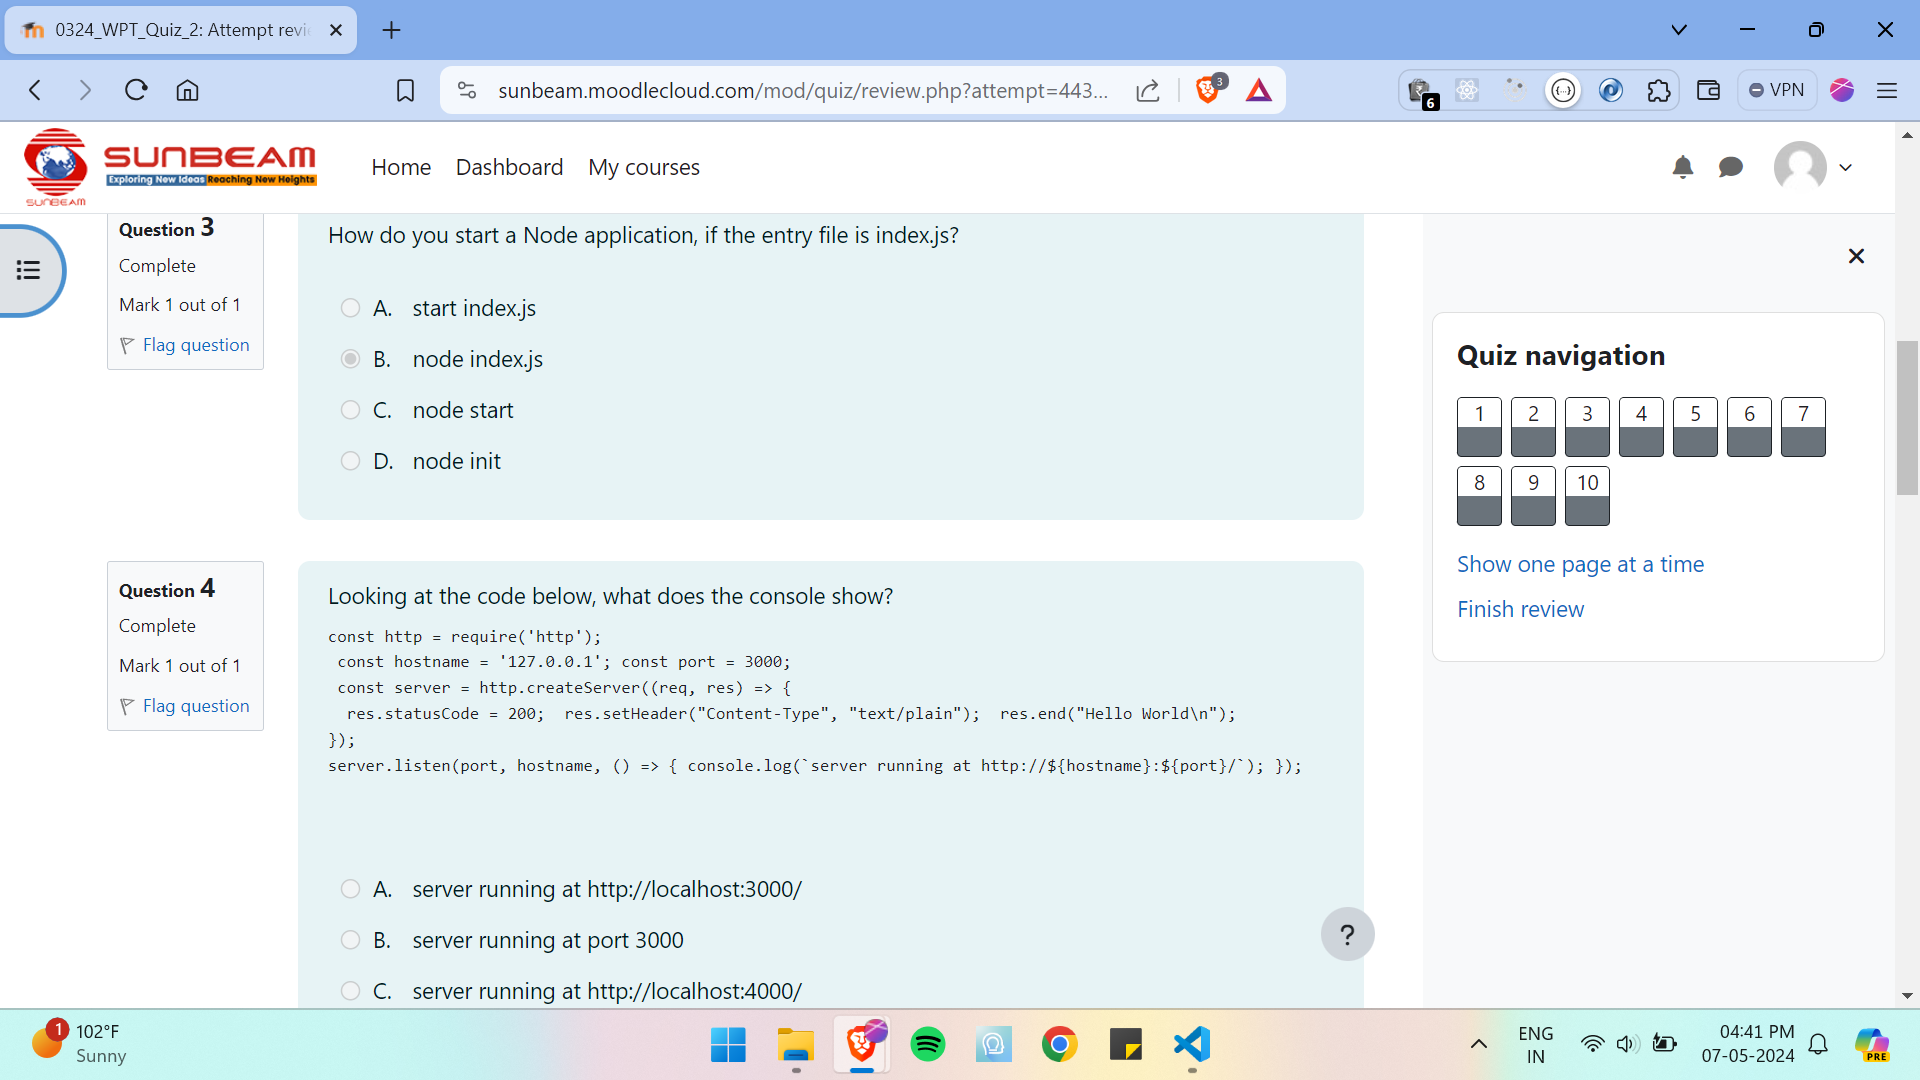 0324_WPT_Quiz_2: Attempt revi
sunbeam.moodlecloud.com/mod/quiz/review.php?attempt=443...
3
6
VPN
SUNBEAM
Exploring New Ideas Reaching New Heights
SUNBEAM
Home
Dashboard
My courses
Question 3
Complete
Mark 1 out of 1
Flag question
How do you start a Node application, if the entry file is index.js?
A. start index.js
B. node index.js
C. node start
D. node init
Question 4
Complete
Mark 1 out of 1
Flag question
Looking at the code below, what does the console show?
const http = require('http');
const hostname = '127.0.0.1'; const port = 3000;
const server = http.createServer((req, res) => {
res.statusCode = 200;  res.setHeader("Content-Type", "text/plain");  res.end("Hello World\n");
});
server.listen(port, hostname, () => { console.log(`server running at http://${hostname}:${port}/`); });
A. server running at http://localhost:3000/
B. server running at port 3000
C. server running at http://localhost:4000/
?
Quiz navigation
1 2 3 4 5 6 7
8 9 10
Show one page at a time
Finish review
1
102°F
Sunny
ENG
IN
04:41 PM
07-05-2024
PRE